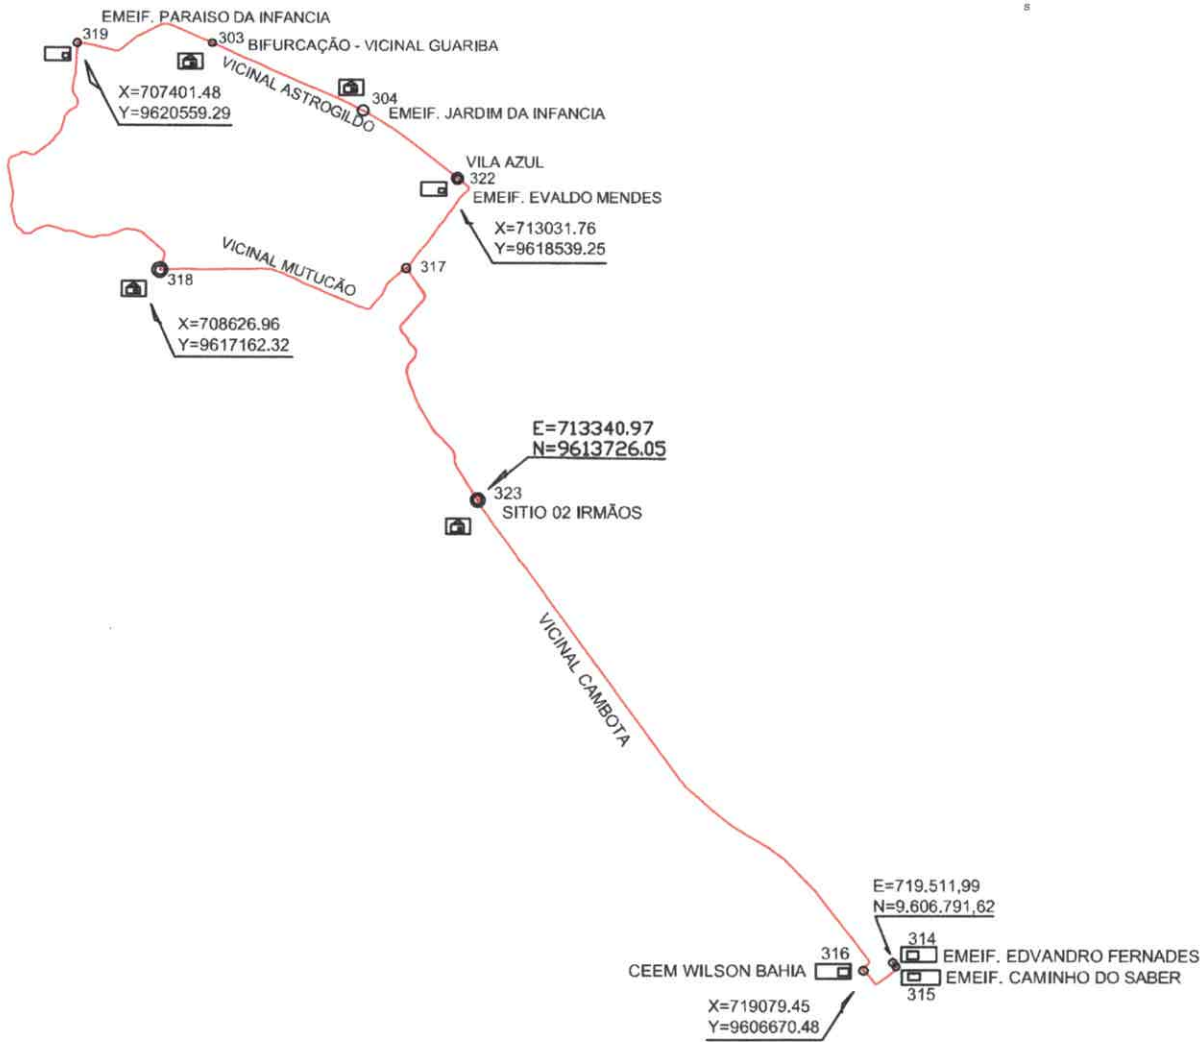 s
EMEIF. PARAISO DA INFANCIA
319
303
BIFURCAÇÃO - VICINAL GUARIBA
X=707401.48
Y=9620559.29
VICINAL ASTROGILDO
304
EMEIF. JARDIM DA INFANCIA
VILA AZUL
322
EMEIF. EVALDO MENDES
X=713031.76
Y=9618539.25
VICINAL MUTUCÃO
317
318
X=708626.96
Y=9617162.32
E=713340.97
N=9613726.05
323
SITIO 02 IRMÃOS
VICINAL CAMBOTA
E=719.511,99
N=9.606.791,62
314
EMEIF. EDVANDRO FERNADES
316
CEEM WILSON BAHIA
EMEIF. CAMINHO DO SABER
315
X=719079.45
Y=9606670.48